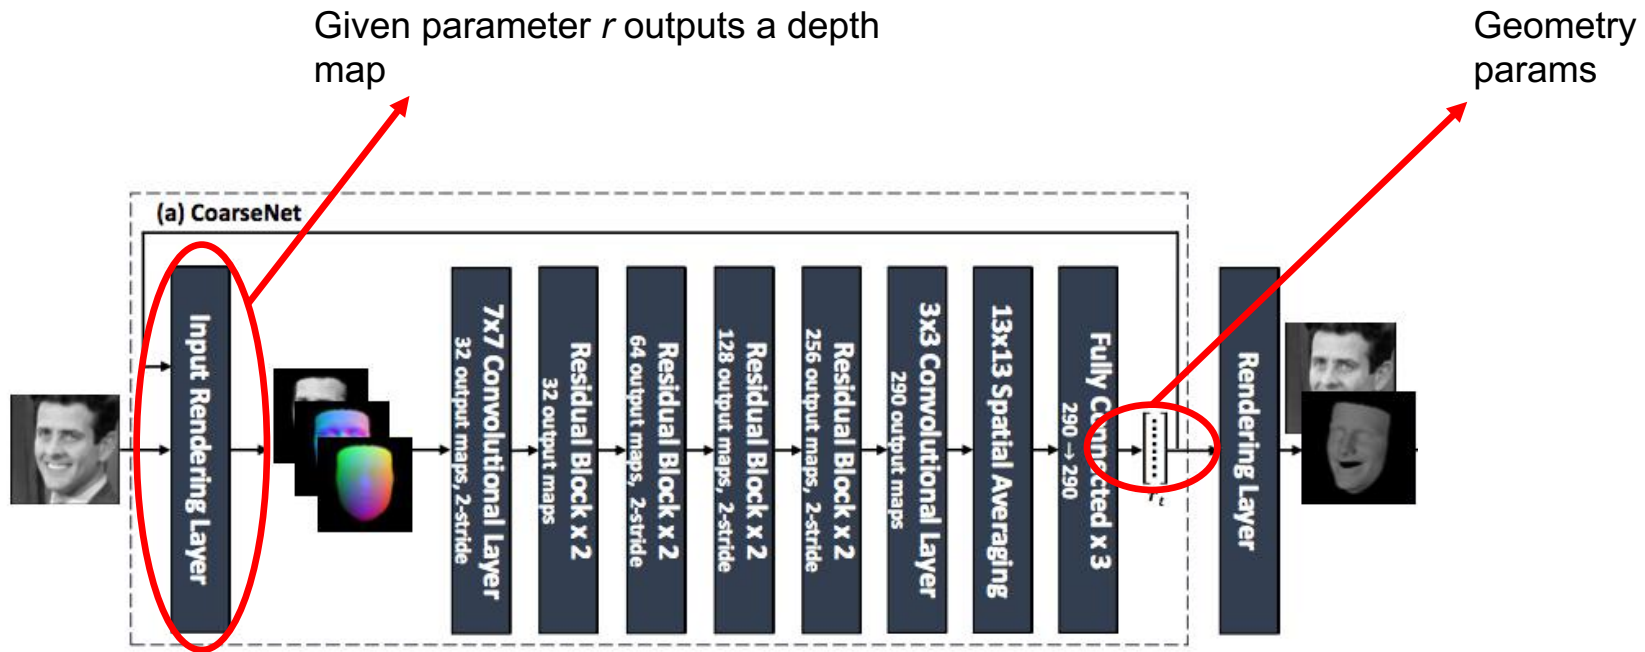 Given parameter r outputs a depth
map
Geometry
params
(a) CoarseNet
Input Rendering Layer
7x7 Convolutional Layer
32 output maps, 2-stride
Residual Block x 2
32 output maps
Residual Block x 2
64 output maps, 2-stride
Residual Block x 2
128 output maps, 2-stride
Residual Block x 2
256 output maps, 2-stride
3x3 Convolutional Layer
290 output maps
13x13 Spatial Averaging
Fully Connected x 3
290 → 290
Rendering Layer